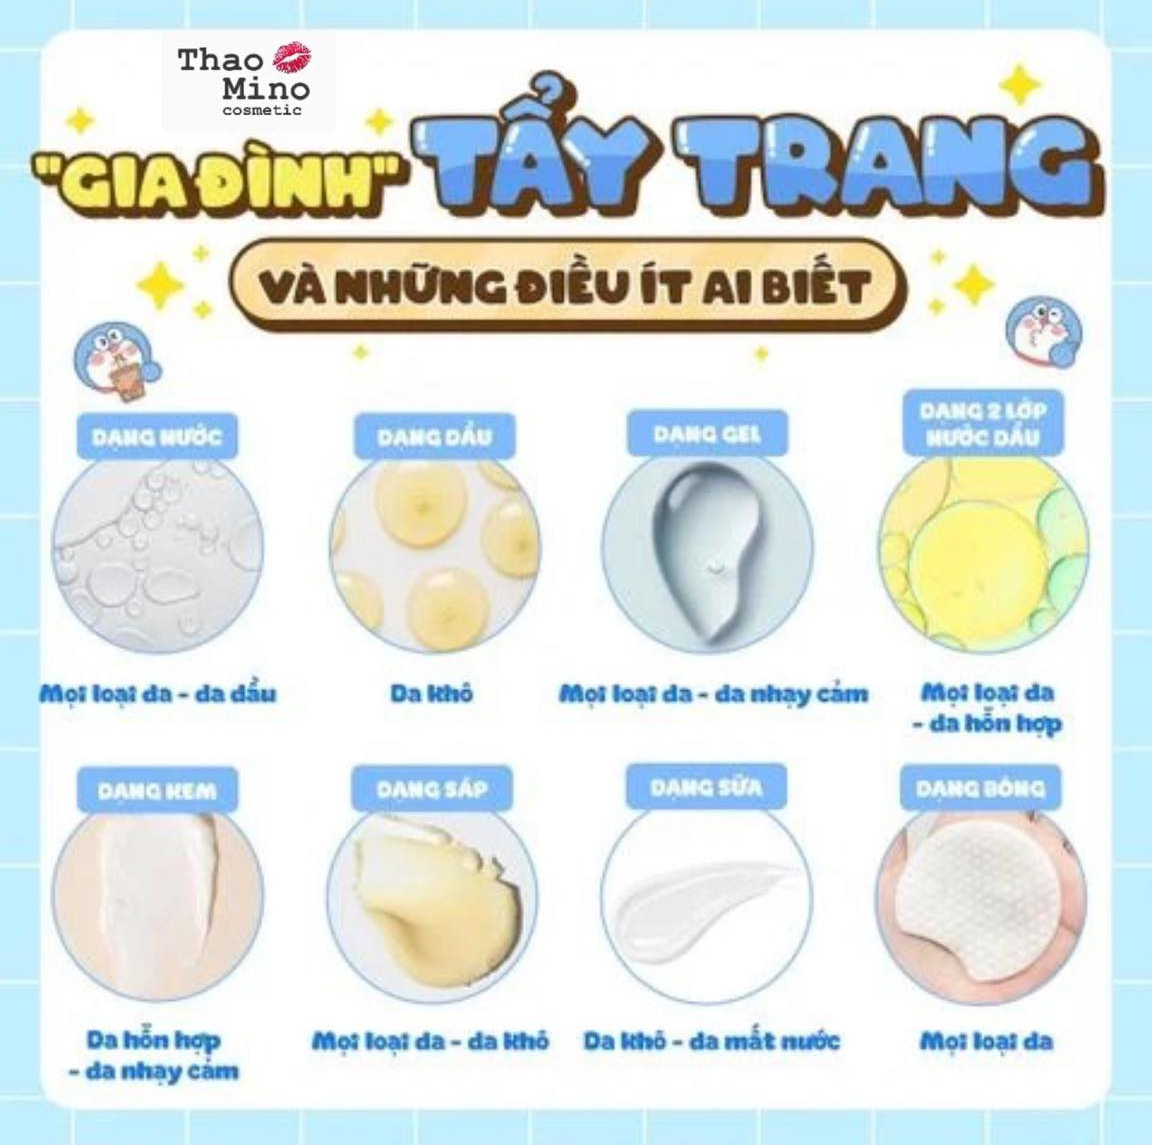 Thao
Mino
cosmetic
"GIA ĐÌNH" TẨY TRANG
VÀ NHỮNG ĐIỀU ÍT AI BIẾT
DẠNG NƯỚC
DẠNG DẦU
DẠNG GEL
DẠNG 2 LỚP
NƯỚC DẦU
Mọi loại da - da dầu
Da khô
Mọi loại da - da nhạy cảm
Mọi loại da
- da hỗn hợp
DẠNG KEM
DẠNG SÁP
DẠNG SỮA
DẠNG BÔNG
Da hỗn hợp
- da nhạy cảm
Mọi loại da - da khô
Da khô - da mất nước
Mọi loại da